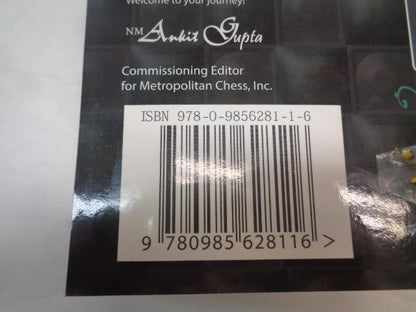 Welcome to your journey!
NM Ankit Gupta
Commissioning Editor
for Metropolitan Chess, Inc.
ISBN 978-0-9856281-1-6
9 780985 628116 >